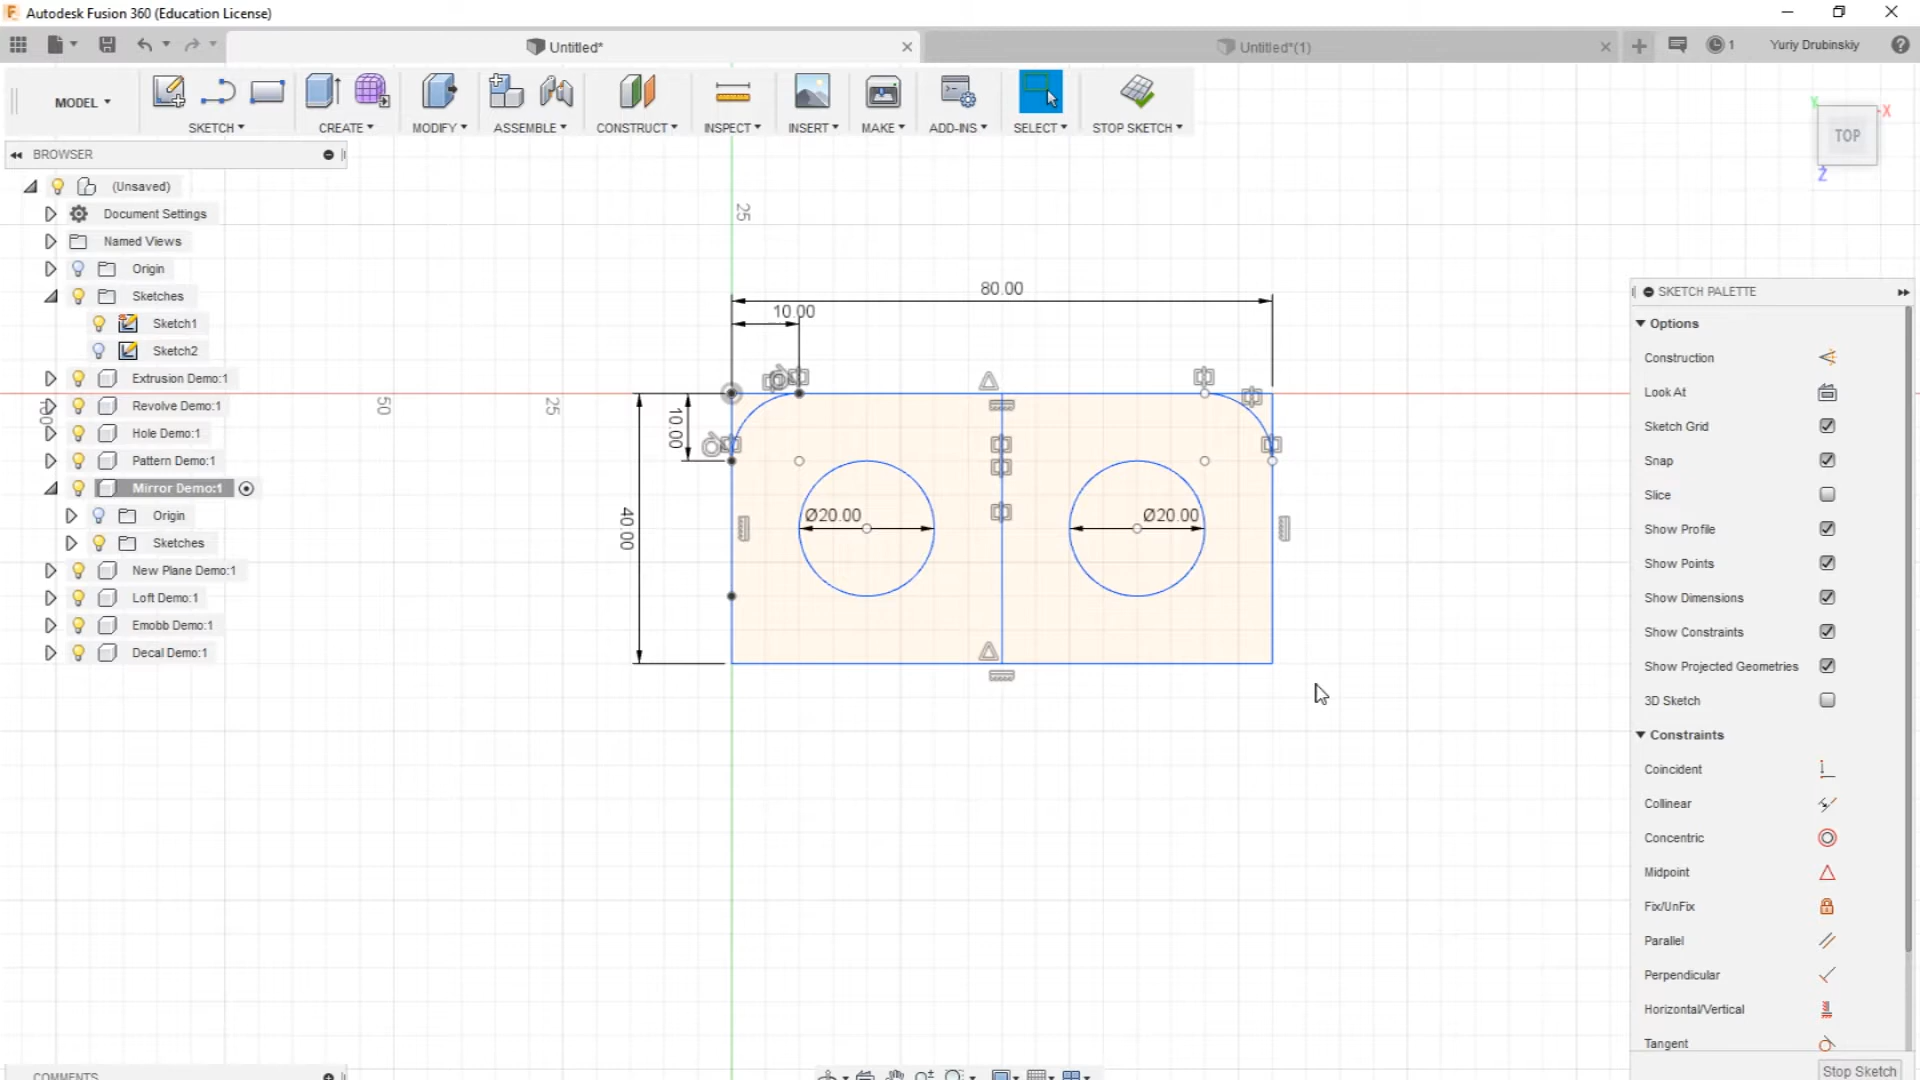 Autodesk Fusion 360 (Education License)
Untitled*
Untitled*(1)
1
Yuriy Drubinskiy
MODEL
SKETCH
CREATE
MODIFY
ASSEMBLE
CONSTRUCT
INSPECT
INSERT
MAKE
ADD-INS
SELECT
STOP SKETCH
BROWSER
(Unsaved)
Document Settings
Named Views
Origin
Sketches
Sketch1
Sketch2
Extrusion Demo:1
Revolve Demo:1
Hole Demo:1
Pattern Demo:1
Mirror Demo:1
Origin
Sketches
New Plane Demo:1
Loft Demo:1
Emobb Demo:1
Decal Demo:1
COMMENTS
25
50
25
80.00
10.00
10.00
40.00
Ø20.00
Ø20.00
Y
X
TOP
Z
SKETCH PALETTE
Options
Construction
Look At
Sketch Grid
Snap
Slice
Show Profile
Show Points
Show Dimensions
Show Constraints
Show Projected Geometries
3D Sketch
Constraints
Coincident
Collinear
Concentric
Midpoint
Fix/UnFix
Parallel
Perpendicular
Horizontal/Vertical
Tangent
Stop Sketch